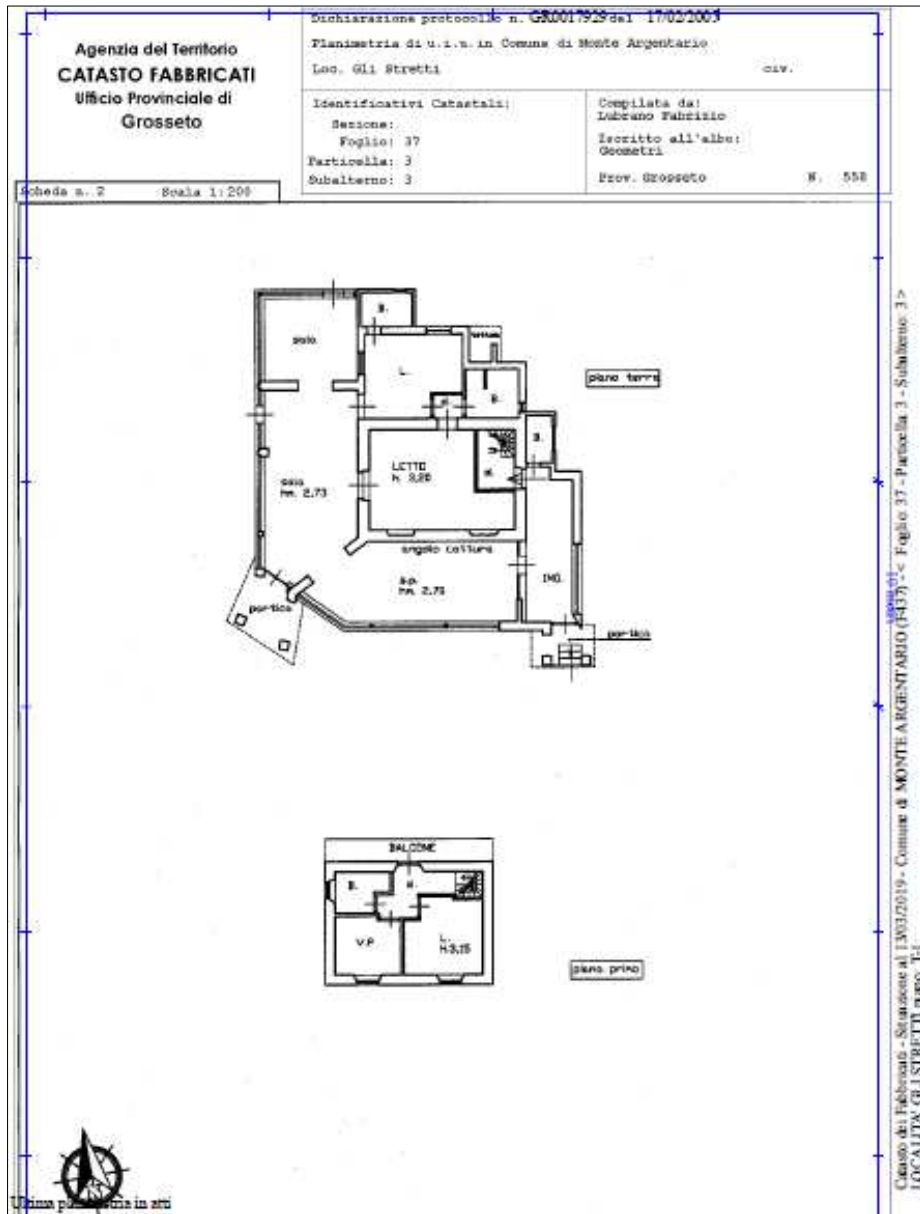 Agenzia del Territorio
CATASTO FABBRICATI
Ufficio Provinciale di
Grosseto
Dichiarazione protocollo n. GR0017929 del 17/02/2003
Planimetria di u.i.u. in Comune di Monte Argentario
Loc. Gli Stretti civ.
Identificativi Catastali:
Sezione:
Foglio: 37
Particella: 3
Subalterno: 3
Compilata da:
Lubrano Fabrizio
Iscritto all'albo:
Geometri
Prov. Grosseto N. 558
Scheda n. 2 Scala 1:200
B.
sala
L.
piano terra
d.
B.
B.
LETTO
h. 3,20
d.
sala
hm. 2.73
angolo cottura
s.p.
hm. 2.75
ING.
portico
portico
BALCONE
B.
d.
V.P
L.
H.3,15
piano primo
Ultima planimetria in atti
Catasto dei Fabbricati - Situazione al 13/03/2019 - Comune di MONTE ARGENTARIO (F437) - < Foglio: 37 - Particella: 3 - Subalterno: 3 >
LOCALITA' GLI STRETTI piano: T-1